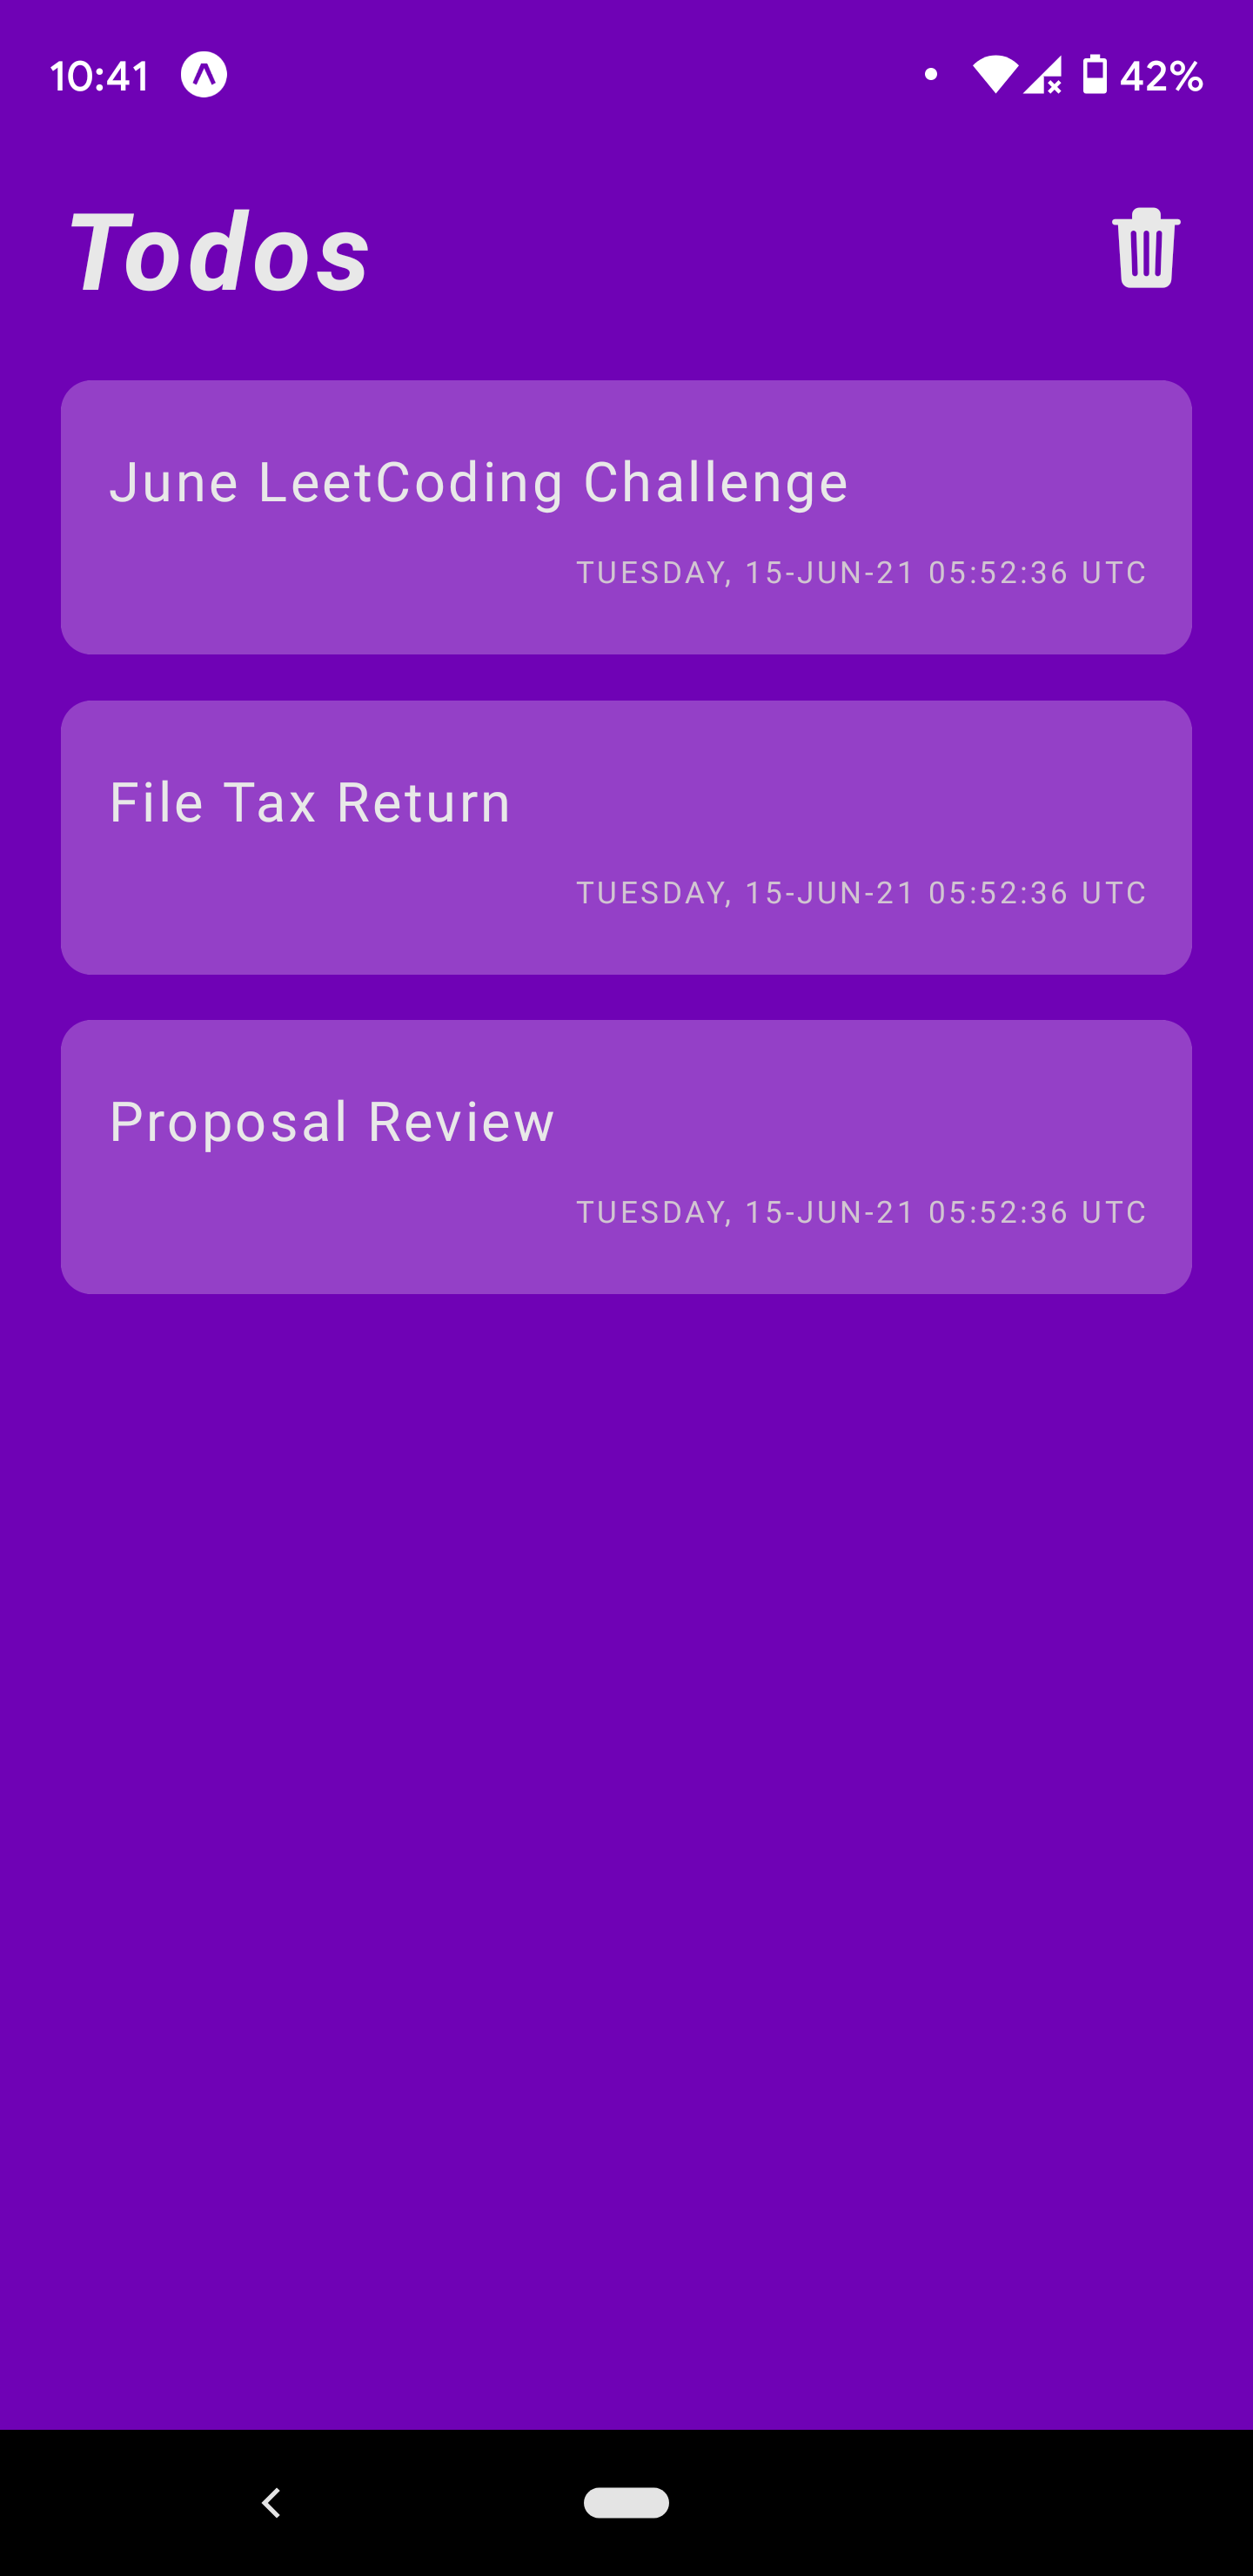 10:41 42%
Todos
June LeetCoding Challenge
TUESDAY, 15-JUN-21 05:52:36 UTC
File Tax Return
TUESDAY, 15-JUN-21 05:52:36 UTC
Proposal Review
TUESDAY, 15-JUN-21 05:52:36 UTC